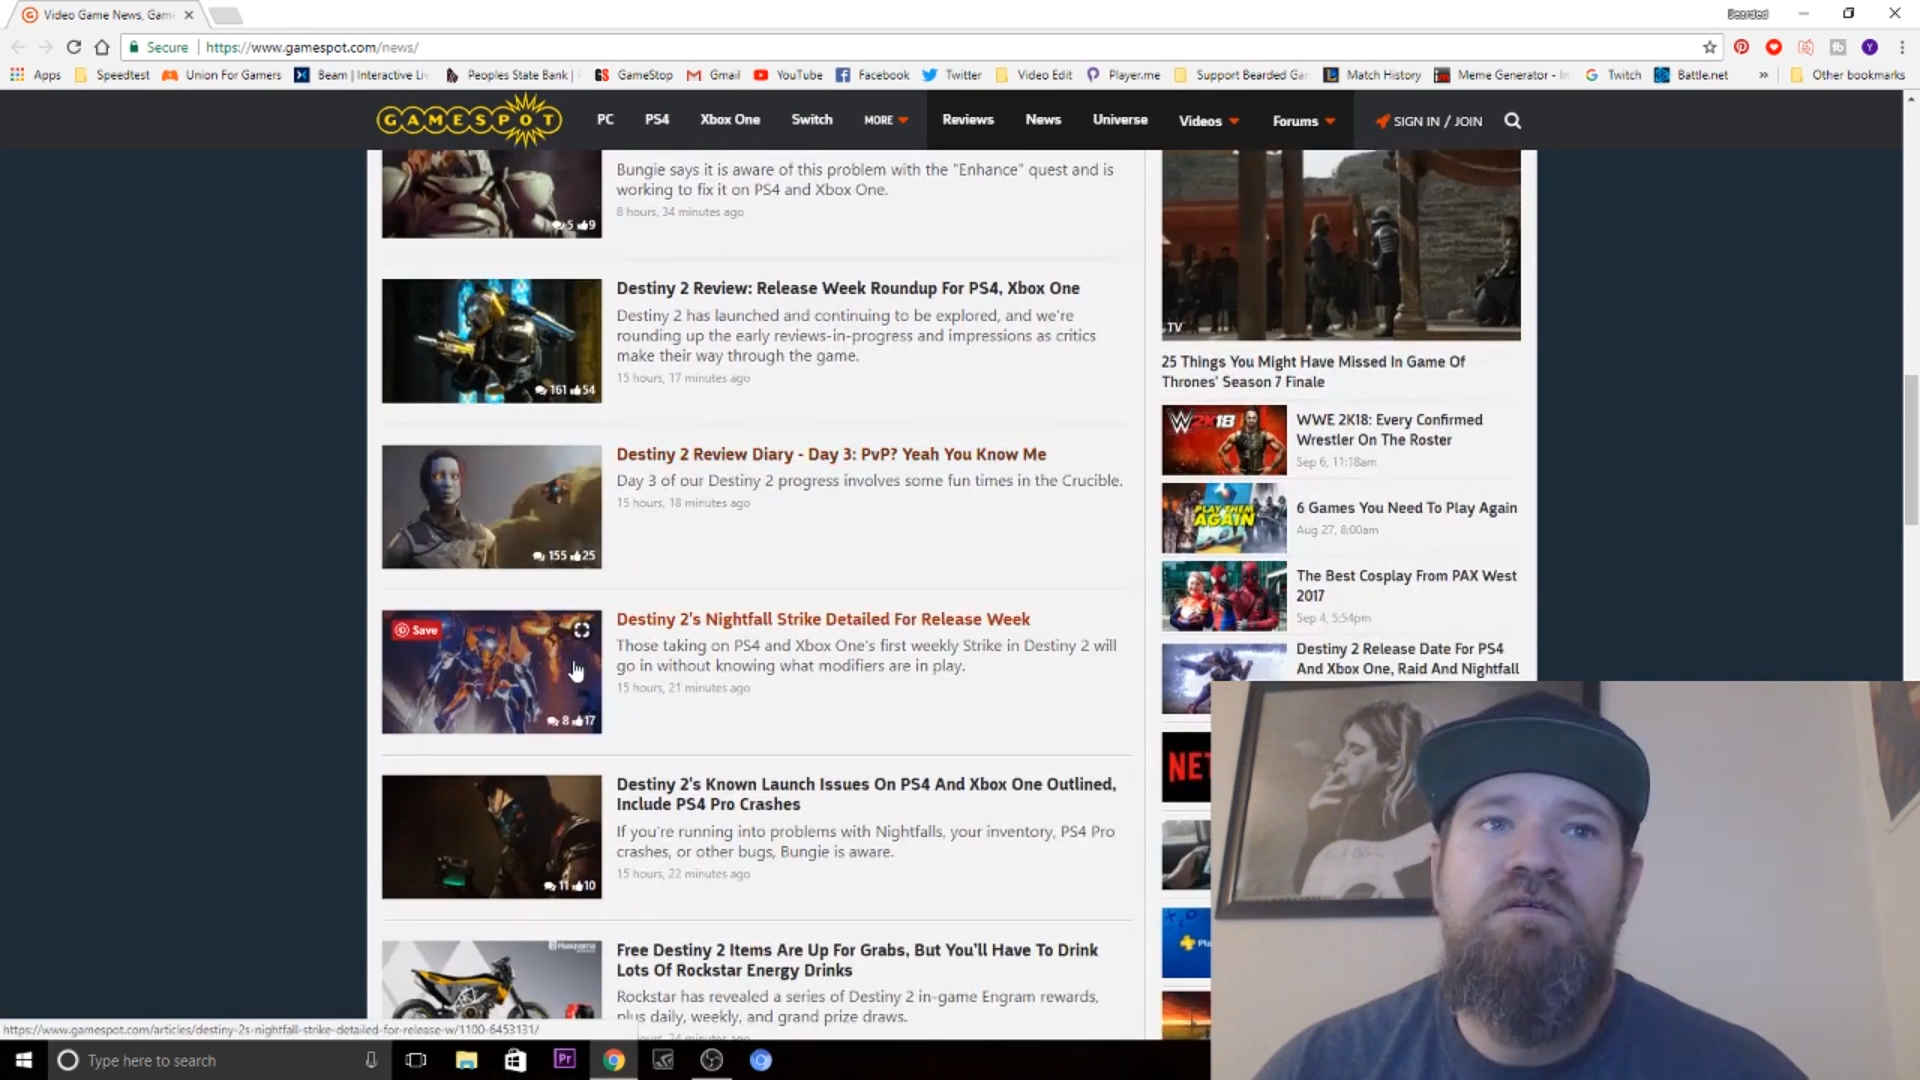 Video Game News, Gam
Bearded
Secure
https://www.gamespot.com/news/
Apps
Speedtest
Union For Gamers
Beam | Interactive Liv
Peoples State Bank |
GameStop
Gmail
YouTube
Facebook
Twitter
Video Edit
Player.me
Support Bearded Gar
Match History
Meme Generator - Im
Twitch
Battle.net
»
Other bookmarks
GAMESPOT
PC
PS4
Xbox One
Switch
MORE
Reviews
News
Universe
Videos
Forums
SIGN IN / JOIN
Bungie says it is aware of this problem with the "Enhance" quest and is
working to fix it on PS4 and Xbox One.
8 hours, 34 minutes ago
5 9
Destiny 2 Review: Release Week Roundup For PS4, Xbox One
Destiny 2 has launched and continuing to be explored, and we're
rounding up the early reviews-in-progress and impressions as critics
make their way through the game.
15 hours, 17 minutes ago
161 54
Destiny 2 Review Diary - Day 3: PvP? Yeah You Know Me
Day 3 of our Destiny 2 progress involves some fun times in the Crucible.
15 hours, 18 minutes ago
155 25
Save
Destiny 2's Nightfall Strike Detailed For Release Week
Those taking on PS4 and Xbox One's first weekly Strike in Destiny 2 will
go in without knowing what modifiers are in play.
15 hours, 21 minutes ago
8 17
Destiny 2's Known Launch Issues On PS4 And Xbox One Outlined,
Include PS4 Pro Crashes
If you're running into problems with Nightfalls, your inventory, PS4 Pro
crashes, or other bugs, Bungie is aware.
15 hours, 22 minutes ago
11 10
Husqvarna
Free Destiny 2 Items Are Up For Grabs, But You'll Have To Drink
Lots Of Rockstar Energy Drinks
Rockstar has revealed a series of Destiny 2 in-game Engram rewards,
plus daily, weekly, and grand prize draws.
TV
25 Things You Might Have Missed In Game Of
Thrones' Season 7 Finale
W2K18
WWE 2K18: Every Confirmed
Wrestler On The Roster
Sep 6, 11:18am
PLAY THEM
AGAIN
6 Games You Need To Play Again
Aug 27, 8:00am
The Best Cosplay From PAX West
2017
Sep 4, 5:54pm
Destiny 2 Release Date For PS4
And Xbox One, Raid And Nightfall
NET
Pla
https://www.gamespot.com/articles/destiny-2s-nightfall-strike-detailed-for-release-w/1100-6453131/
Type here to search
Pr